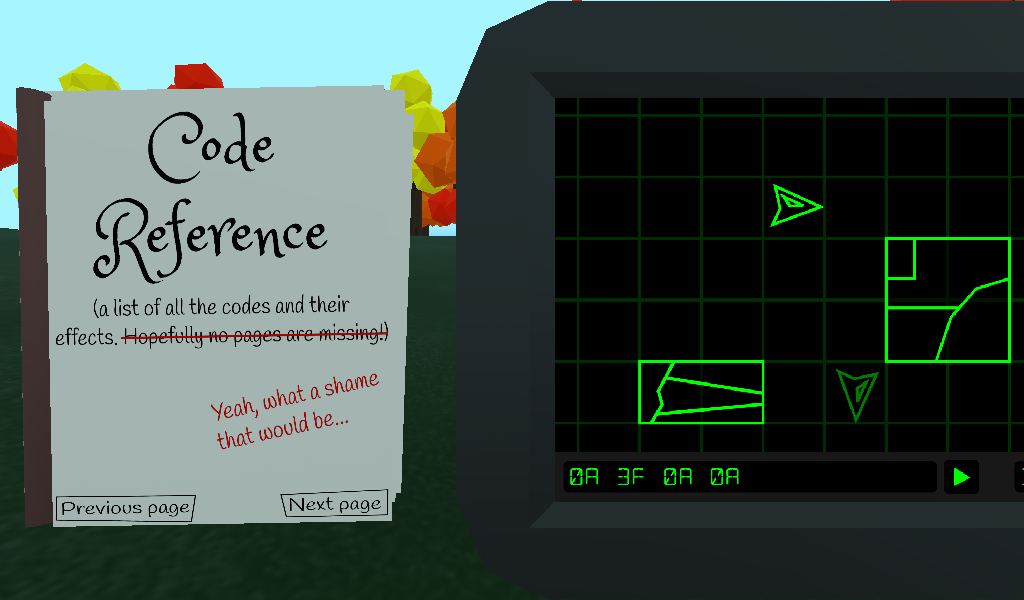 Code
Reference
(a list of all the codes and their
effects. Hopefully no pages are missing!)
Yeah, what a shame
that would be...
Previous page
Next page
0A 3F 0A 0A